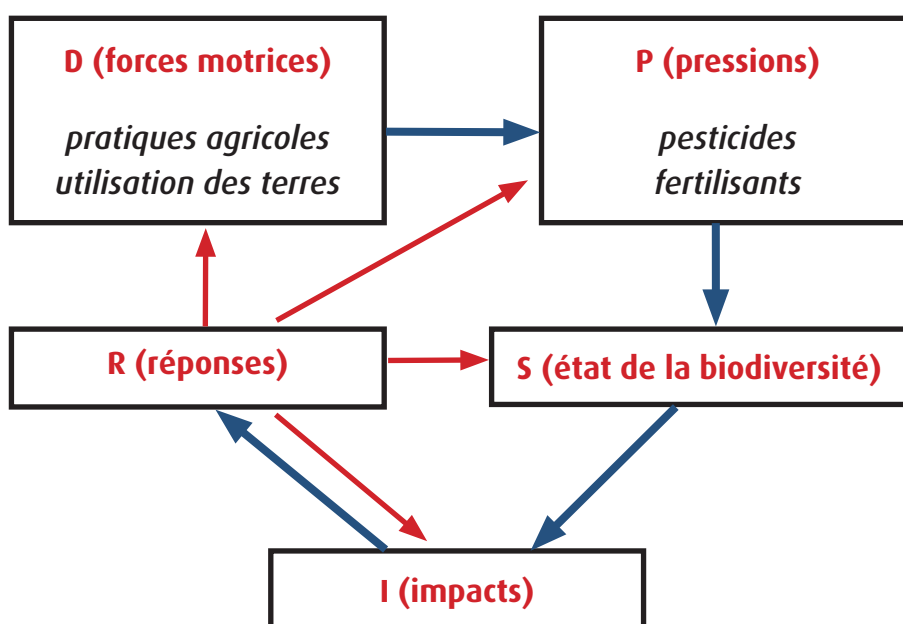 D (forces motrices)
pratiques agricoles
utilisation des terres
P (pressions)
pesticides
fertilisants
R (réponses)
S (état de la biodiversité)
I (impacts)